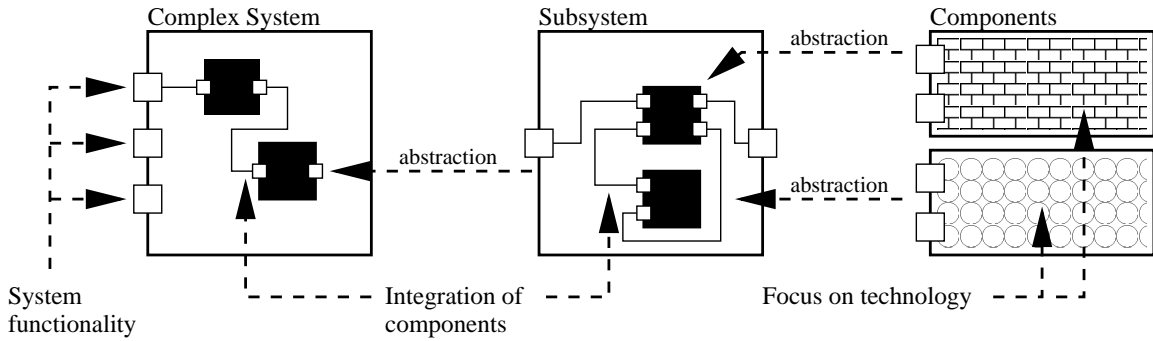 Complex System
Subsystem
Components
abstraction
abstraction
abstraction
System
functionality
Integration of
components
Focus on technology